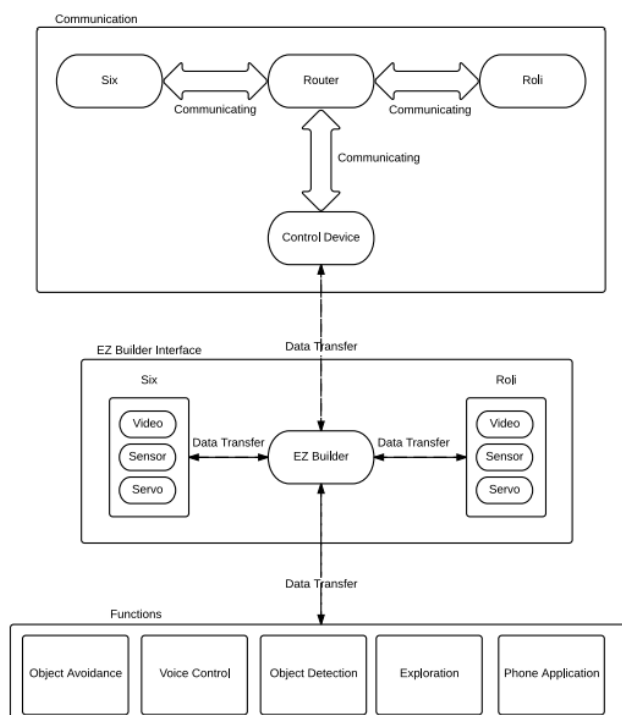 Communication
Six
Router
Roli
Communicating
Communicating
Communicating
Control Device
Data Transfer
EZ Builder Interface
Six
Roli
Video
Sensor
Servo
Data Transfer
EZ Builder
Data Transfer
Video
Sensor
Servo
Data Transfer
Functions
Object Avoidance
Voice Control
Object Detection
Exploration
Phone Application